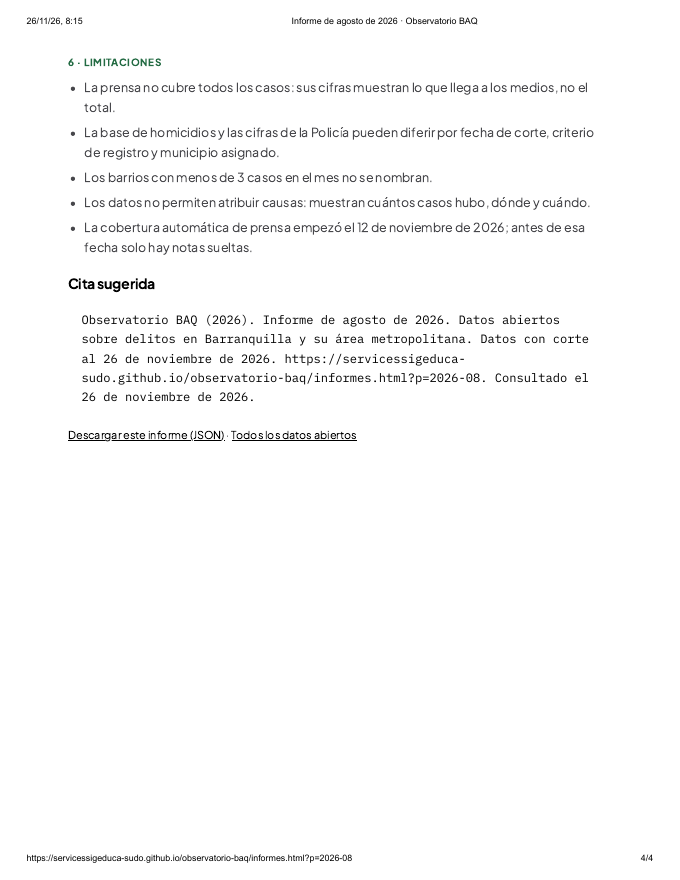 26/11/26, 8:15
Informe de agosto de 2026 · Observatorio BAQ
6 · LIMITACIONES
• La prensa no cubre todos los casos: sus cifras muestran lo que llega a los medios, no el
total.
• La base de homicidios y las cifras de la Policía pueden diferir por fecha de corte, criterio
de registro y municipio asignado.
• Los barrios con menos de 3 casos en el mes no se nombran.
• Los datos no permiten atribuir causas: muestran cuántos casos hubo, dónde y cuándo.
• La cobertura automática de prensa empezó el 12 de noviembre de 2026; antes de esa
fecha solo hay notas sueltas.
Cita sugerida
Observatorio BAQ (2026). Informe de agosto de 2026. Datos abiertos
sobre delitos en Barranquilla y su área metropolitana. Datos con corte
al 26 de noviembre de 2026. https://servicessigeduca-
sudo.github.io/observatorio-baq/informes.html?p=2026-08. Consultado el
26 de noviembre de 2026.
Descargar este informe (JSON) · Todos los datos abiertos
https://servicessigeduca-sudo.github.io/observatorio-baq/informes.html?p=2026-08
4/4